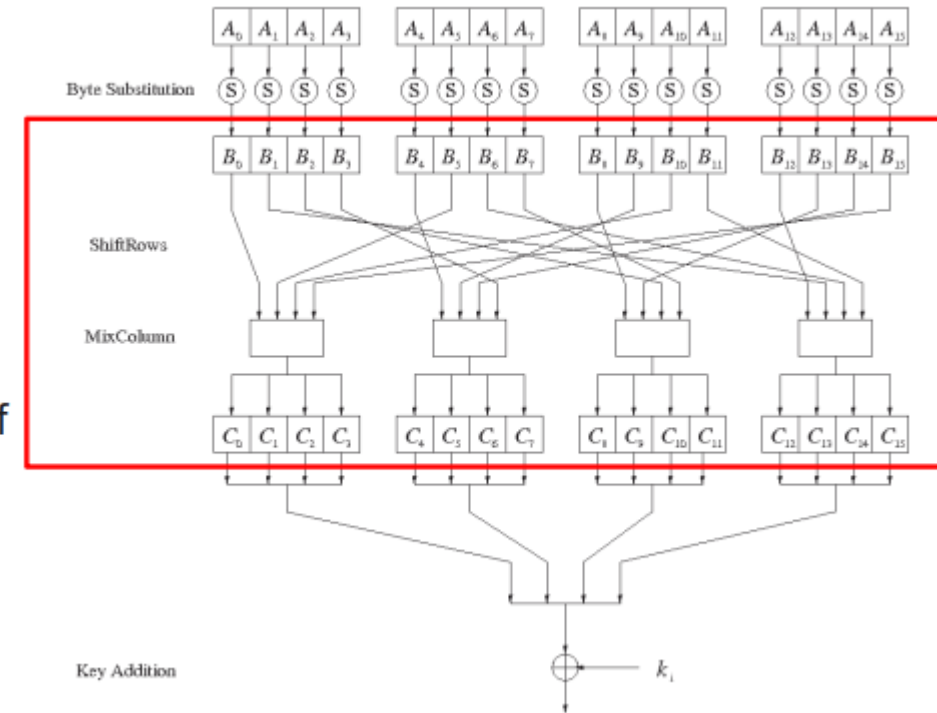 A₀ A₁ A₂ A₃ A₄ A₅ A₆ A₇ A₈ A₉ A₁₀ A₁₁ A₁₂ A₁₃ A₁₄ A₁₅
Byte Substitution S S S S S S S S S S S S S S S S
B₀ B₁ B₂ B₃ B₄ B₅ B₆ B₇ B₈ B₉ B₁₀ B₁₁ B₁₂ B₁₃ B₁₄ B₁₅
ShiftRows
MixColumn
f C₀ C₁ C₂ C₃ C₄ C₅ C₆ C₇ C₈ C₉ C₁₀ C₁₁ C₁₂ C₁₃ C₁₄ C₁₅
Key Addition kᵢ